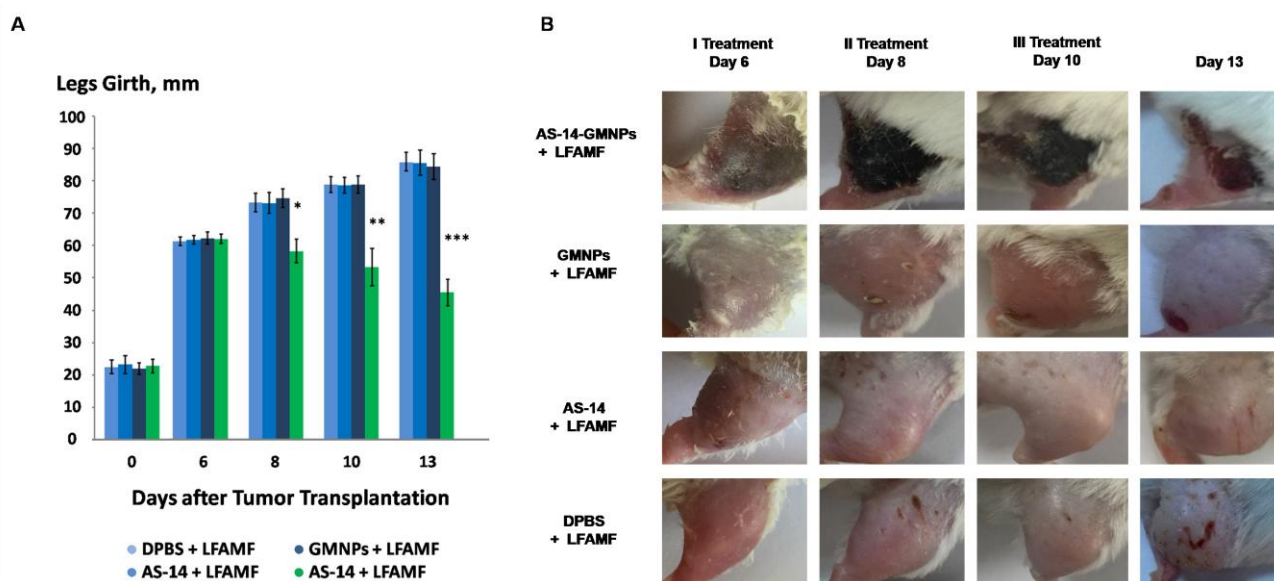 A
Legs Girth, mm
100
90
80
70
60
50
40
30
20
10
0
*
**
***
0 6 8 10 13
Days after Tumor Transplantation
DPBS + LFAMF GMNPs + LFAMF
AS-14 + LFAMF AS-14 + LFAMF
B
I Treatment
Day 6
II Treatment
Day 8
III Treatment
Day 10
Day 13
AS-14-GMNPs
+ LFAMF
GMNPs
+ LFAMF
AS-14
+ LFAMF
DPBS
+ LFAMF